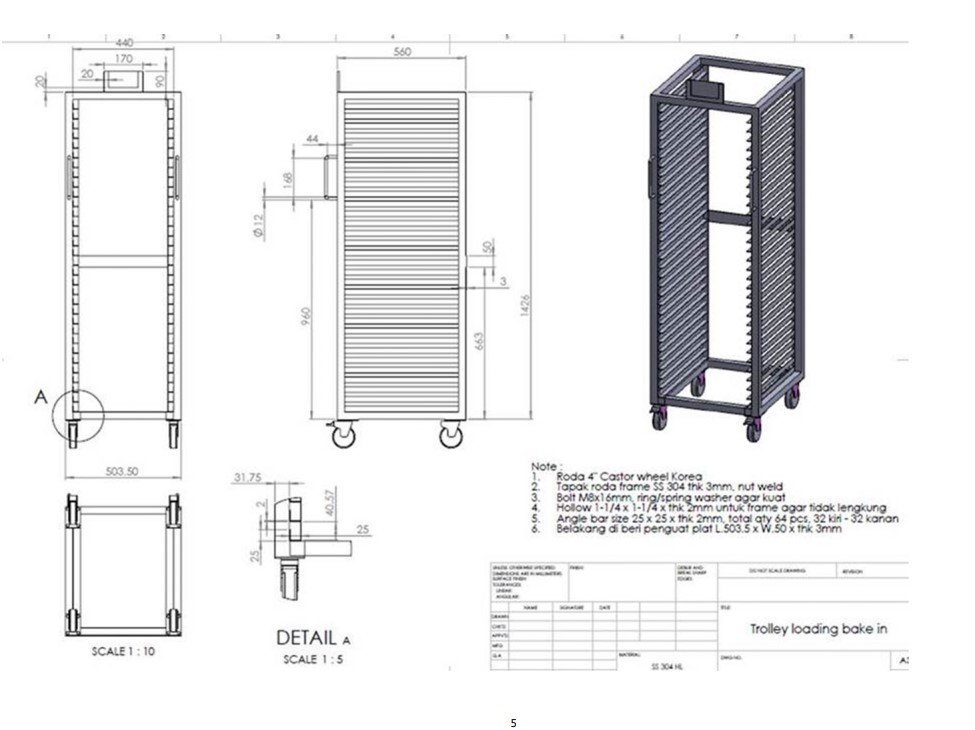 1 2 3 4 5 6 7 8
440
170
20
20
90
560
44
168
Ø12
960
50
3
663
1426
A
503.50
31.75
2
40,57
25
25
SCALE 1 : 10
DETAIL A
SCALE 1 : 5
Note :
1. Roda 4" Castor wheel Korea
2. Tapak roda frame SS 304 thk 3mm, nut weld
3. Bolt M8x16mm, ring/spring washer agar kuat
4. Hollow 1-1/4 x 1-1/4 x thk 2mm untuk frame agar tidak lengkung
5. Angle bar size 25 x 25 x thk 2mm, total qty 64 pcs, 32 kiri - 32 kanan
6. Belakang di beri penguat plat L.503.5 x W.50 x thk 3mm
UNLESS OTHERWISE SPECIFIED:
DIMENSIONS ARE IN MILLIMETERS
SURFACE FINISH:
TOLERANCES:
LINEAR:
ANGULAR:
FINISH:
DEBUR AND
BREAK SHARP
EDGES
DO NOT SCALE DRAWING
REVISION
NAME SIGNATURE DATE
DRAWN
CHK'D
APPV'D
MFG
Q.A
TITLE:
Trolley loading bake in
MATERIAL:
SS 304 HL
DWG NO.
A3
5